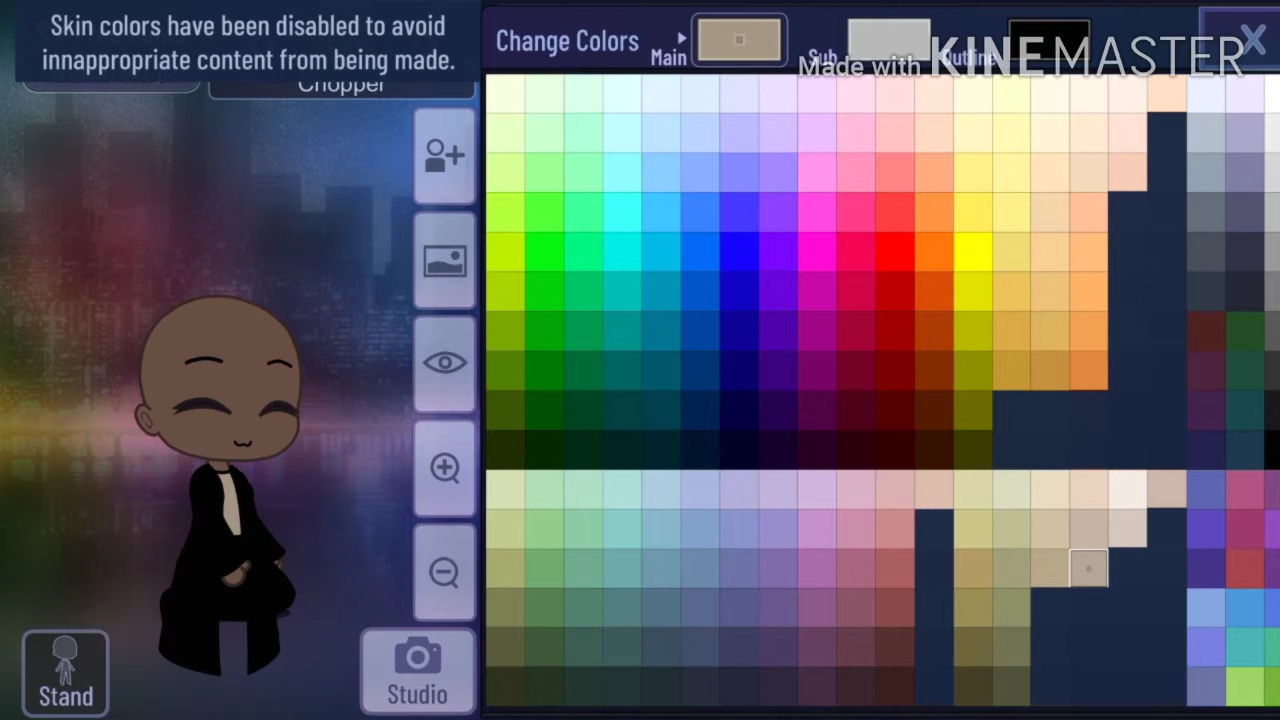 Skin colors have been disabled to avoid
innappropriate content from being made.
Chopper
Change Colors
Main
Sub
Outline
Made with KINEMASTER
Stand
Studio